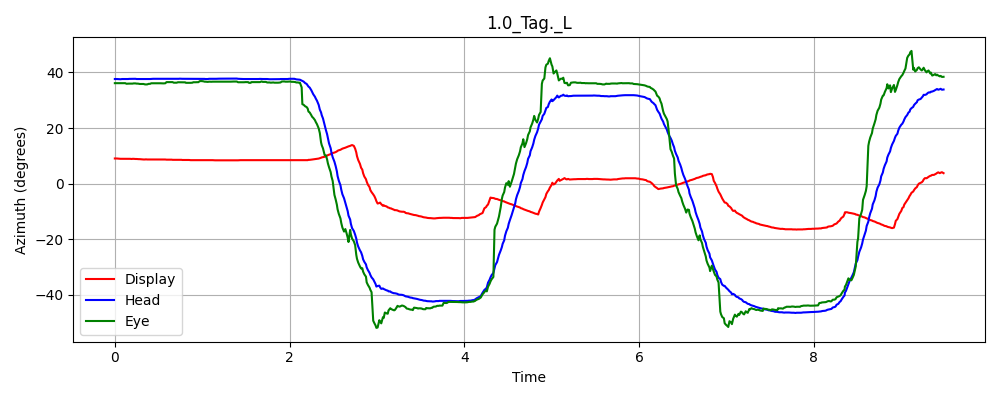 1.0_Tag._L
Azimuth (degrees)
40
20
0
−20
−40
Display
Head
Eye
0 2 4 6 8
Time